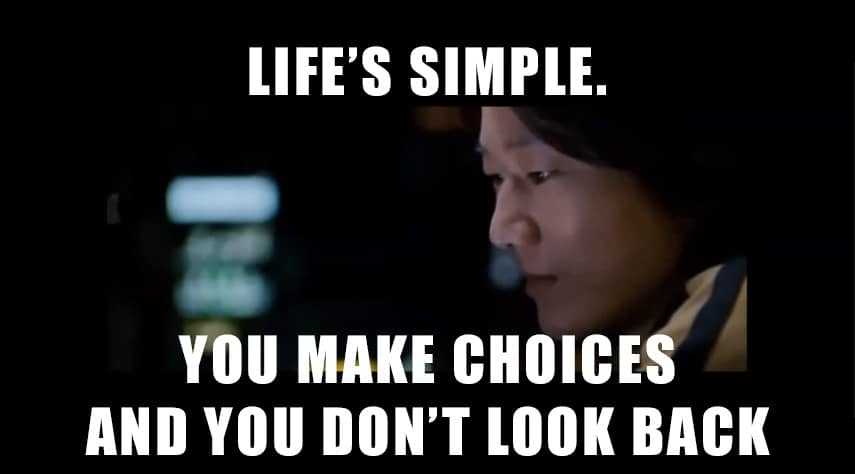 LIFE’S SIMPLE.
YOU MAKE CHOICES
AND YOU DON’T LOOK BACK